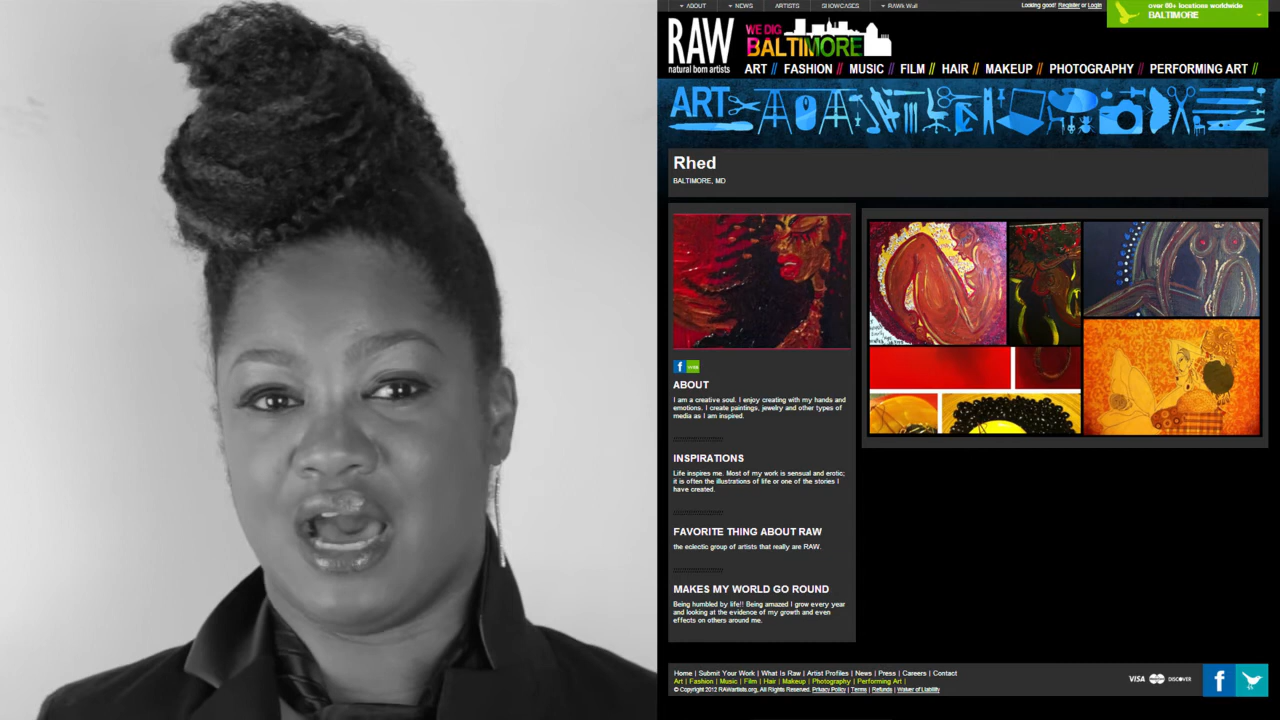 ABOUT NEWS ARTISTS SHOWCASES RAWk Wall
Looking good! Register or Login
over 60+ locations worldwide
BALTIMORE
RAW
natural born artists
WE DIG
BALTIMORE
ART // FASHION // MUSIC // FILM // HAIR // MAKEUP // PHOTOGRAPHY // PERFORMING ART //
ART
Rhed
BALTIMORE, MD
f
ABOUT
I am a creative soul. I enjoy creating with my hands and
emotions. I create paintings, jewelry and other types of
media as I am inspired.
INSPIRATIONS
Life inspires me. Most of my work is sensual and erotic;
it is often the illustrations of life or one of the stories I
have created.
FAVORITE THING ABOUT RAW
the eclectic group of artists that really are RAW.
MAKES MY WORLD GO ROUND
Being humbled by life!! Being amazed I grow every year
and looking at the evidence of my growth and even
effects on others around me.
Home | Submit Your Work | What Is Raw | Artist Profiles | News | Press | Careers | Contact
Art | Fashion | Music | Film | Hair | Makeup | Photography | Performing Art |
© Copyright 2012 RAWartists.org, All Rights Reserved. Privacy Policy | Terms | Refunds | Waiver of Liability
VISA MasterCard DISCOVER
f